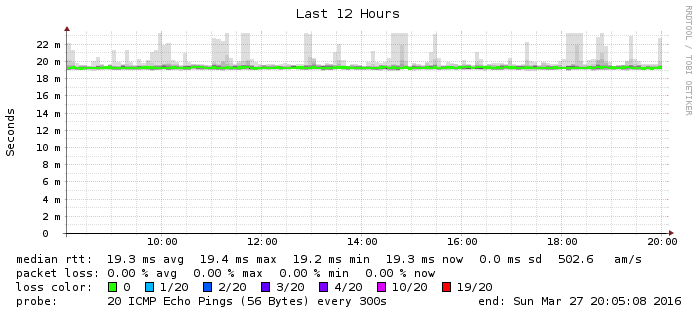 Last 12 Hours
RRDTOOL / TOBI OETIKER
Seconds
22 m
20 m
18 m
16 m
14 m
12 m
10 m
8 m
6 m
4 m
2 m
0
10:00 12:00 14:00 16:00 18:00 20:00
median rtt: 19.3 ms avg 19.4 ms max 19.2 ms min 19.3 ms now 0.0 ms sd 502.6 am/s
packet loss: 0.00 % avg 0.00 % max 0.00 % min 0.00 % now
loss color: 0 1/20 2/20 3/20 4/20 10/20 19/20
probe: 20 ICMP Echo Pings (56 Bytes) every 300s end: Sun Mar 27 20:05:08 2016